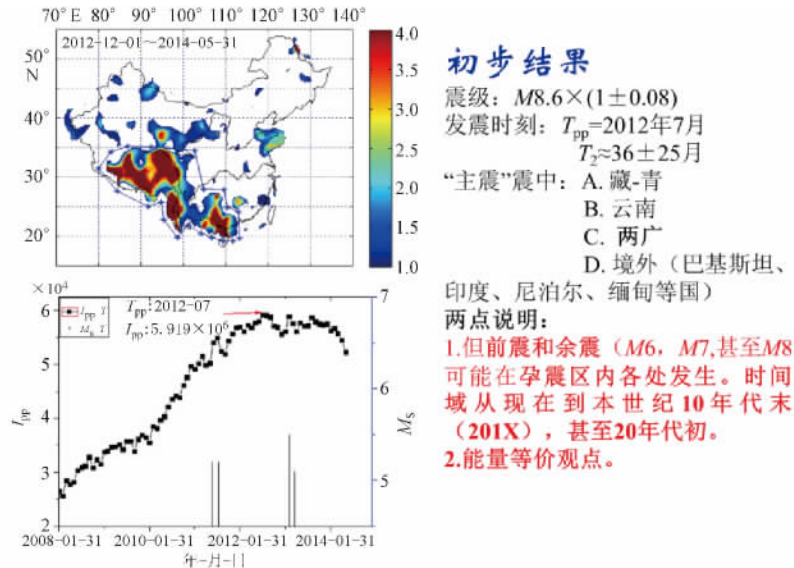 70° E 80° 90° 100° 110° 120° 130° 140°
2012-12-01～2014-05-31
50°
N
40°
30°
20°
4.0
3.5
3.0
2.5
2.0
1.5
1.0
×10⁴
6
5
4
3
2
I_pp
I_pp T
M_s T
T_pp:2012-07
I_pp:5.919×10⁶
7
6
5
M_S
2008-01-31 2010-01-31 2012-01-31 2014-01-31
年-月-日
初步结果
震级：M8.6×(1±0.08)
发震时刻：T_pp=2012年7月
T₂≈36±25月
“主震”震中：A. 藏-青
B. 云南
C. 两广
D. 境外（巴基斯坦、
印度、尼泊尔、缅甸等国）
两点说明：
1.但前震和余震（M6，M7,甚至M8
可能在孕震区内各处发生。时间
域从现在到本世纪10年代末
（201X），甚至20年代初。
2.能量等价观点。